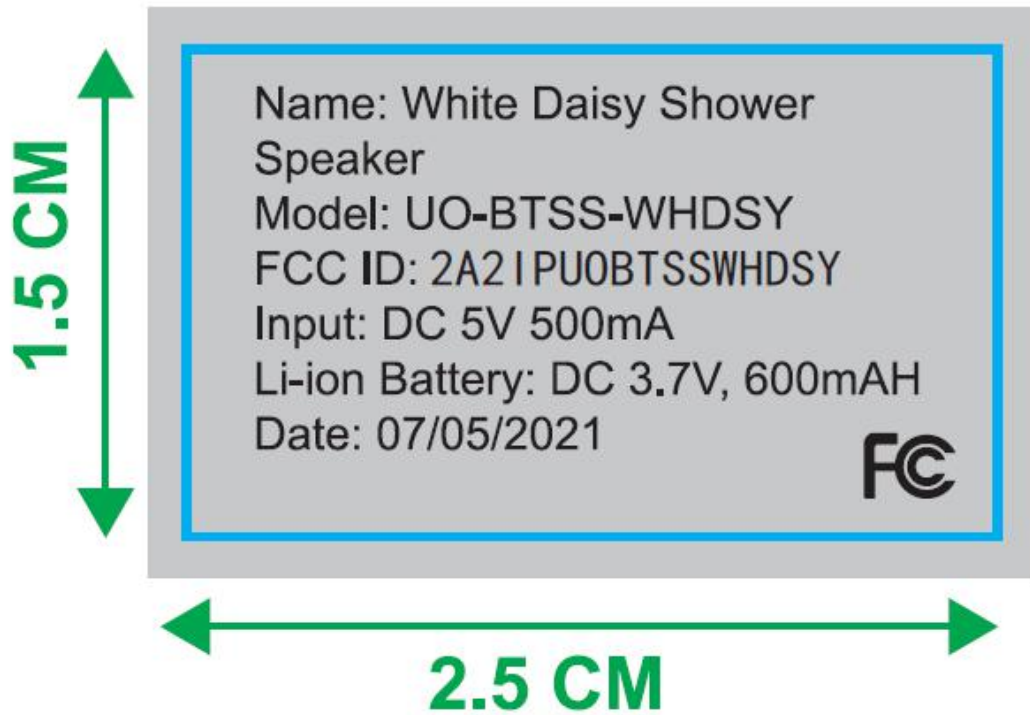 1.5 CM
Name: White Daisy Shower
Speaker
Model: UO-BTSS-WHDSY
FCC ID: 2A2IPUOBTSSWHDSY
Input: DC 5V 500mA
Li-ion Battery: DC 3.7V, 600mAH
Date: 07/05/2021
FC
2.5 CM